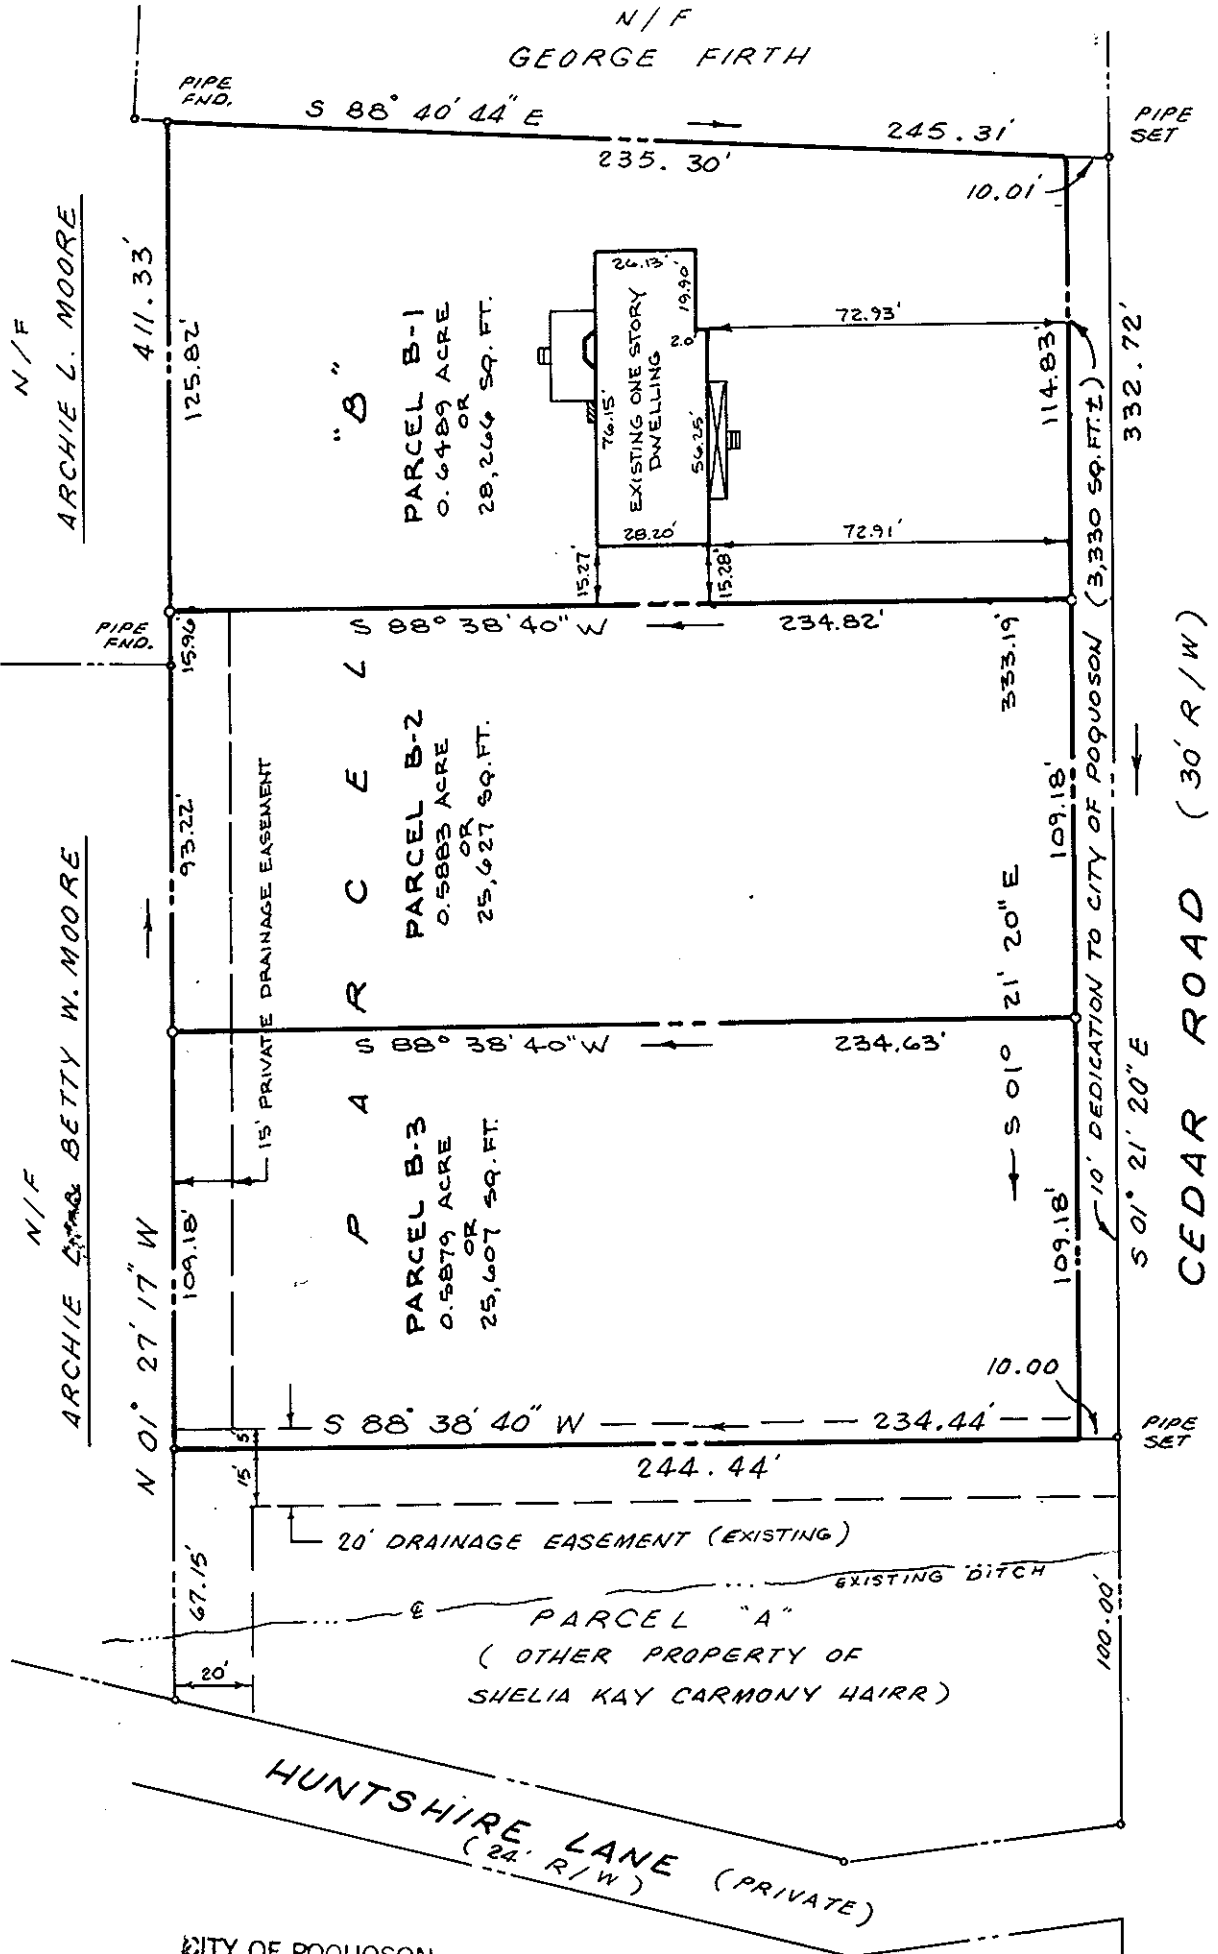 N/F
GEORGE FIRTH
PIPE
FND.
S 88° 40' 44" E
245.31'
235.30'
PIPE
SET
10.01'
N/F
ARCHIE L. MOORE
411.33'
125.82'
"B"
PARCEL B-1
0.6489 ACRE
OR
28,266 SQ. FT.
26.13'
19.90'
2.0'
76.15'
EXISTING ONE STORY
DWELLING
56.25'
28.20'
72.93'
72.91'
15.27'
15.28'
114.83'
(3,330 SQ.FT.±)
332.72'
PIPE
FND.
15.96'
S 88° 38' 40" W
234.82'
333.19'
93.22'
15' PRIVATE DRAINAGE EASEMENT
PARCEL
PARCEL B-2
0.5883 ACRE
OR
25,627 SQ.FT.
109.18'
10' DEDICATION TO CITY OF POQUOSON
CEDAR ROAD (30' R/W)
N/F
ARCHIE BETTY W. MOORE
S 88° 38' 40" W
234.63'
S 01° 21' 20" E
S 01° 21' 20" E
N 01° 27' 17" W
109.18'
PARCEL B-3
0.5879 ACRE
OR
25,607 SQ. FT.
109.18'
10.00
S 88° 38' 40" W
234.44'
PIPE
SET
244.44'
5'
15'
20' DRAINAGE EASEMENT (EXISTING)
67.15'
EXISTING DITCH
PARCEL "A"
(OTHER PROPERTY OF
SHELIA KAY CARMONY HAIRR)
100.00'
20'
HUNTSHIRE LANE (PRIVATE)
(24' R/W)
CITY OF POQUOSON